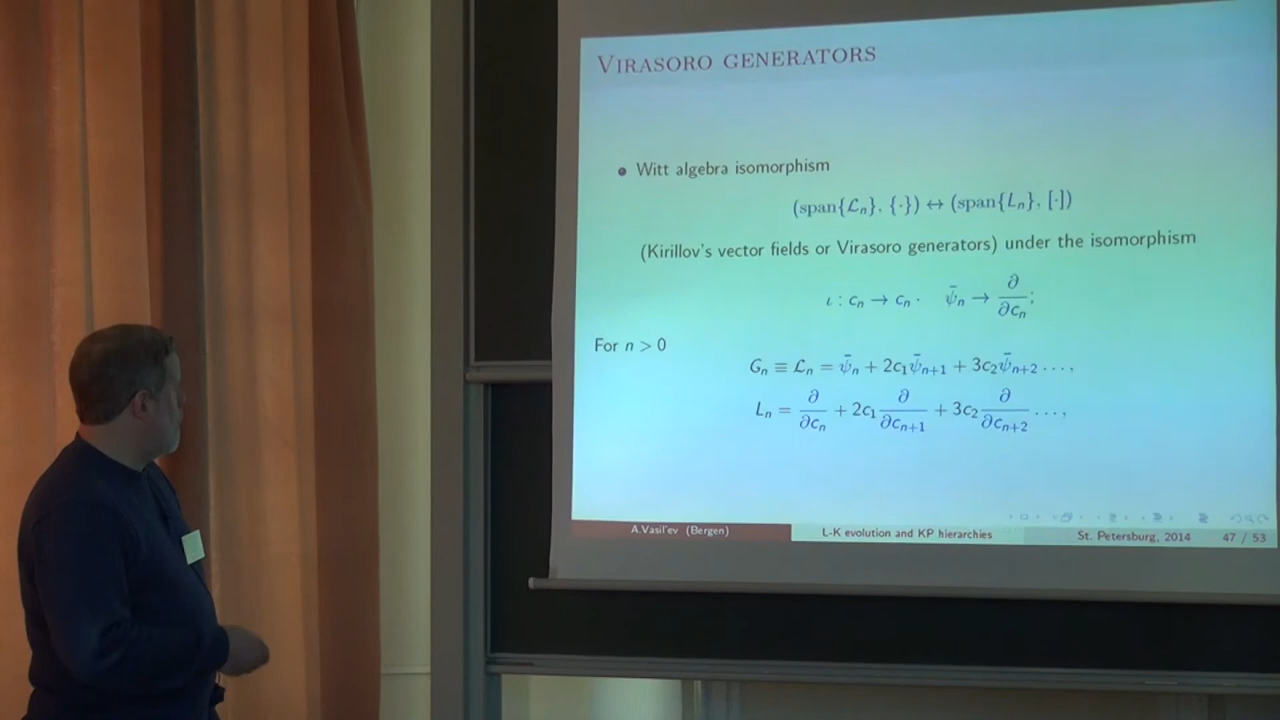 VIRASORO GENERATORS
• Witt algebra isomorphism
(span{ℒₙ}, {·}) ↔ (span{Lₙ}, [·])
(Kirillov's vector fields or Virasoro generators) under the isomorphism
ι : cₙ → cₙ, ψ̄ₙ → ∂/∂cₙ;
For n > 0
Gₙ ≡ ℒₙ = ψ̄ₙ + 2c₁ψ̄ₙ₊₁ + 3c₂ψ̄ₙ₊₂ ...,
Lₙ = ∂/∂cₙ + 2c₁ ∂/∂cₙ₊₁ + 3c₂ ∂/∂cₙ₊₂ ...,
A.Vasil'ev (Bergen) L-K evolution and KP hierarchies St. Petersburg, 2014 47 / 53